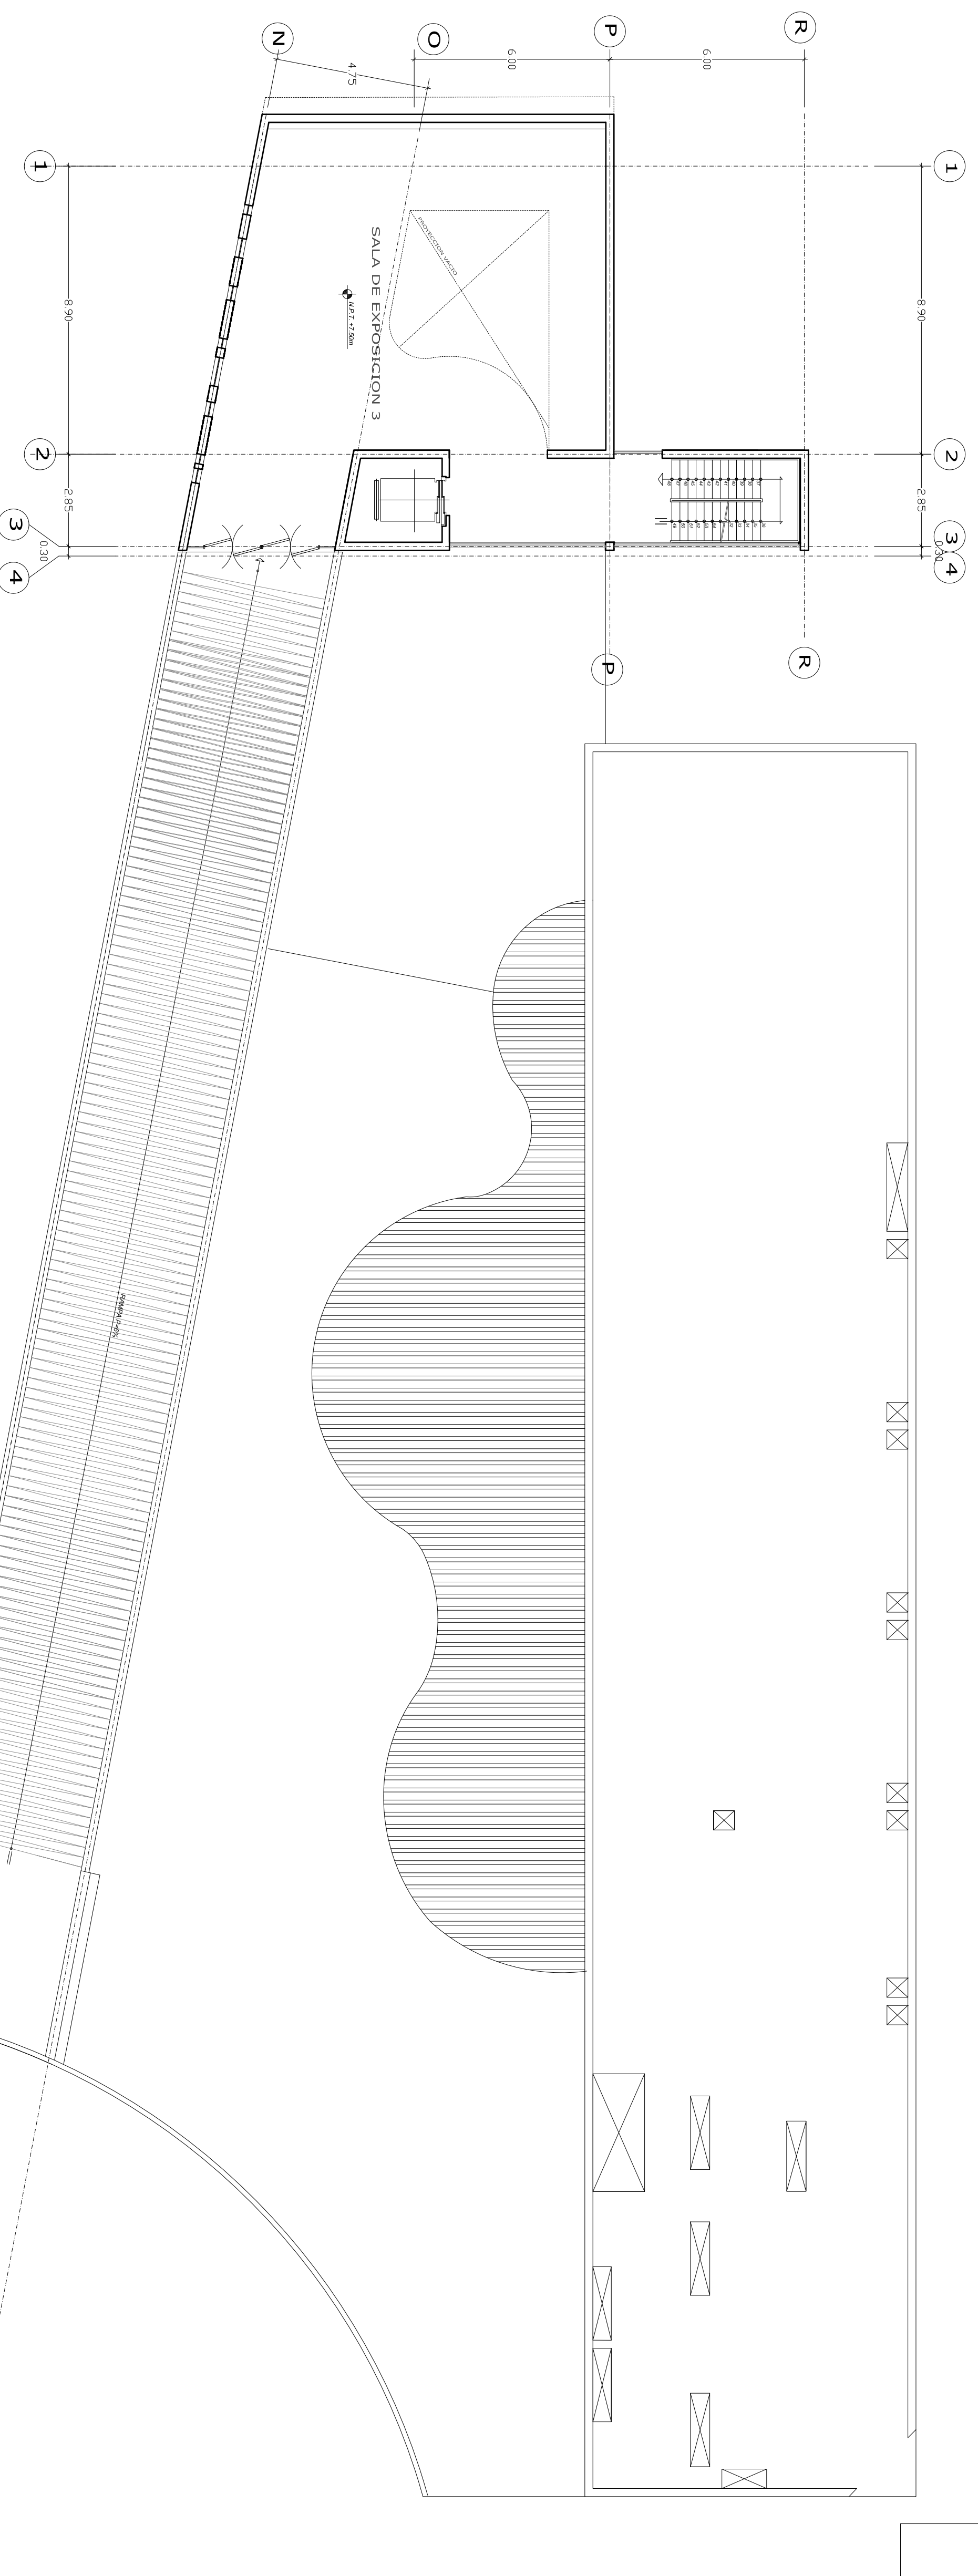 N
O
P
R
4.75
6.00
6.00
1
1
PROYECCION VACIO
SALA DE EXPOSICION 3
N.P.T. +7.50m
8.90
8.90
2
2
2.85
2.85
3
3
0.30
0.30
4
4
P
R
RAMPA P=6%